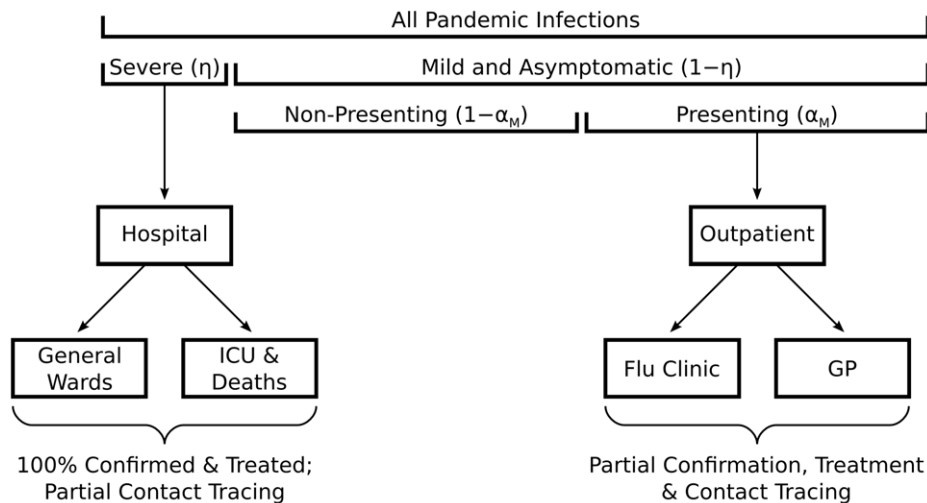 All Pandemic Infections
Severe (η)
Mild and Asymptomatic (1−η)
Non-Presenting (1−αM)
Presenting (αM)
Hospital
Outpatient
General
Wards
ICU &
Deaths
Flu Clinic
GP
100% Confirmed & Treated;
Partial Contact Tracing
Partial Confirmation, Treatment
& Contact Tracing